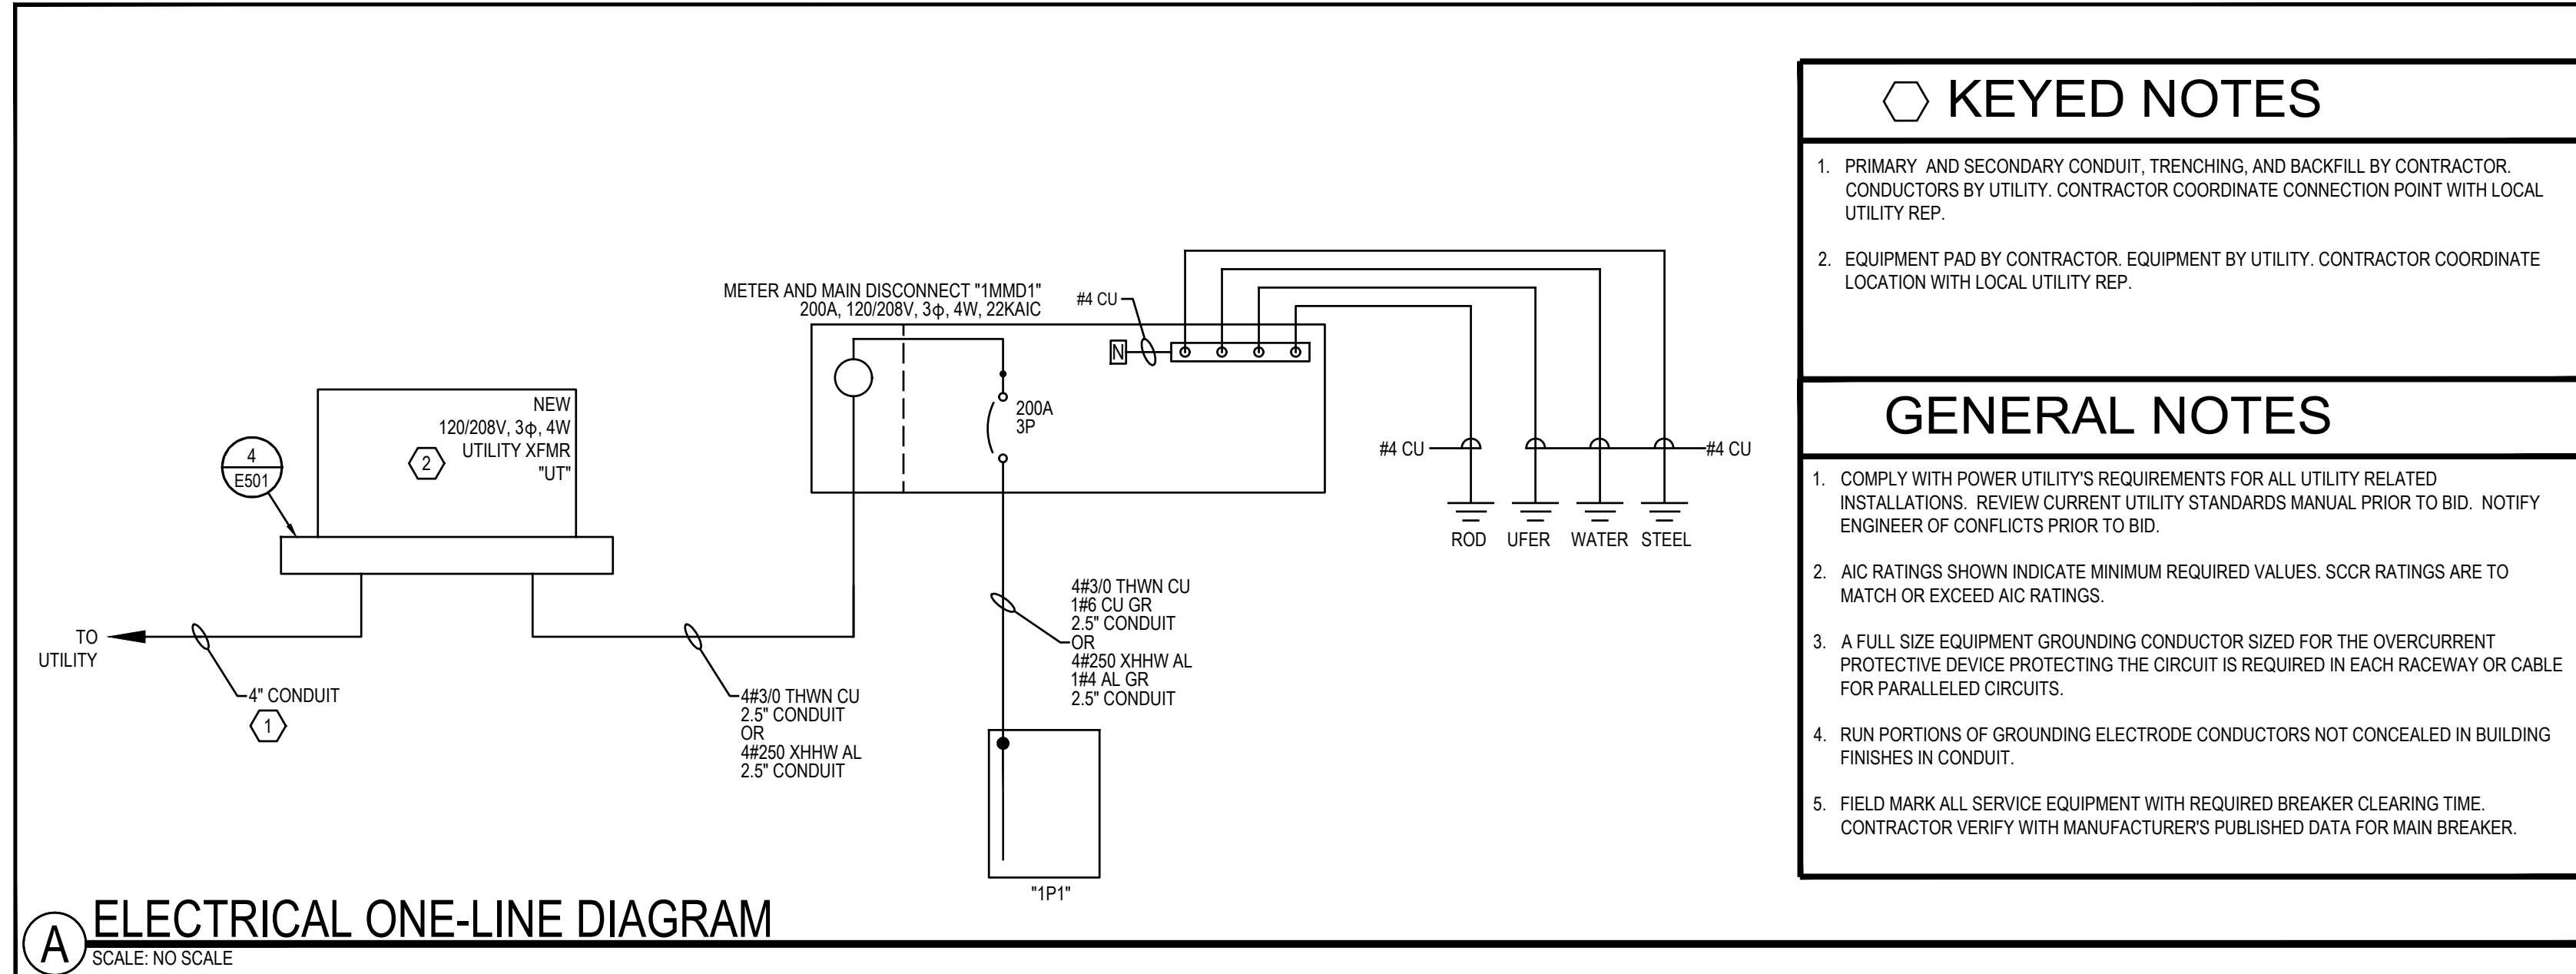 METER AND MAIN DISCONNECT "1MMD1"
200A, 120/208V, 3ϕ, 4W, 22KAIC
#4 CU
N
200A
3P
NEW
120/208V, 3ϕ, 4W
UTILITY XFMR
"UT"
2
4
E501
#4 CU
#4 CU
ROD UFER WATER STEEL
TO
UTILITY
4" CONDUIT
1
4#3/0 THWN CU
2.5" CONDUIT
OR
4#250 XHHW AL
2.5" CONDUIT
4#3/0 THWN CU
1#6 CU GR
2.5" CONDUIT
OR
4#250 XHHW AL
1#4 AL GR
2.5" CONDUIT
"1P1"
A
ELECTRICAL ONE-LINE DIAGRAM
SCALE: NO SCALE
KEYED NOTES
1. PRIMARY AND SECONDARY CONDUIT, TRENCHING, AND BACKFILL BY CONTRACTOR.
CONDUCTORS BY UTILITY. CONTRACTOR COORDINATE CONNECTION POINT WITH LOCAL
UTILITY REP.
2. EQUIPMENT PAD BY CONTRACTOR. EQUIPMENT BY UTILITY. CONTRACTOR COORDINATE
LOCATION WITH LOCAL UTILITY REP.
GENERAL NOTES
1. COMPLY WITH POWER UTILITY'S REQUIREMENTS FOR ALL UTILITY RELATED
INSTALLATIONS. REVIEW CURRENT UTILITY STANDARDS MANUAL PRIOR TO BID. NOTIFY
ENGINEER OF CONFLICTS PRIOR TO BID.
2. AIC RATINGS SHOWN INDICATE MINIMUM REQUIRED VALUES. SCCR RATINGS ARE TO
MATCH OR EXCEED AIC RATINGS.
3. A FULL SIZE EQUIPMENT GROUNDING CONDUCTOR SIZED FOR THE OVERCURRENT
PROTECTIVE DEVICE PROTECTING THE CIRCUIT IS REQUIRED IN EACH RACEWAY OR CABLE
FOR PARALLELED CIRCUITS.
4. RUN PORTIONS OF GROUNDING ELECTRODE CONDUCTORS NOT CONCEALED IN BUILDING
FINISHES IN CONDUIT.
5. FIELD MARK ALL SERVICE EQUIPMENT WITH REQUIRED BREAKER CLEARING TIME.
CONTRACTOR VERIFY WITH MANUFACTURER'S PUBLISHED DATA FOR MAIN BREAKER.